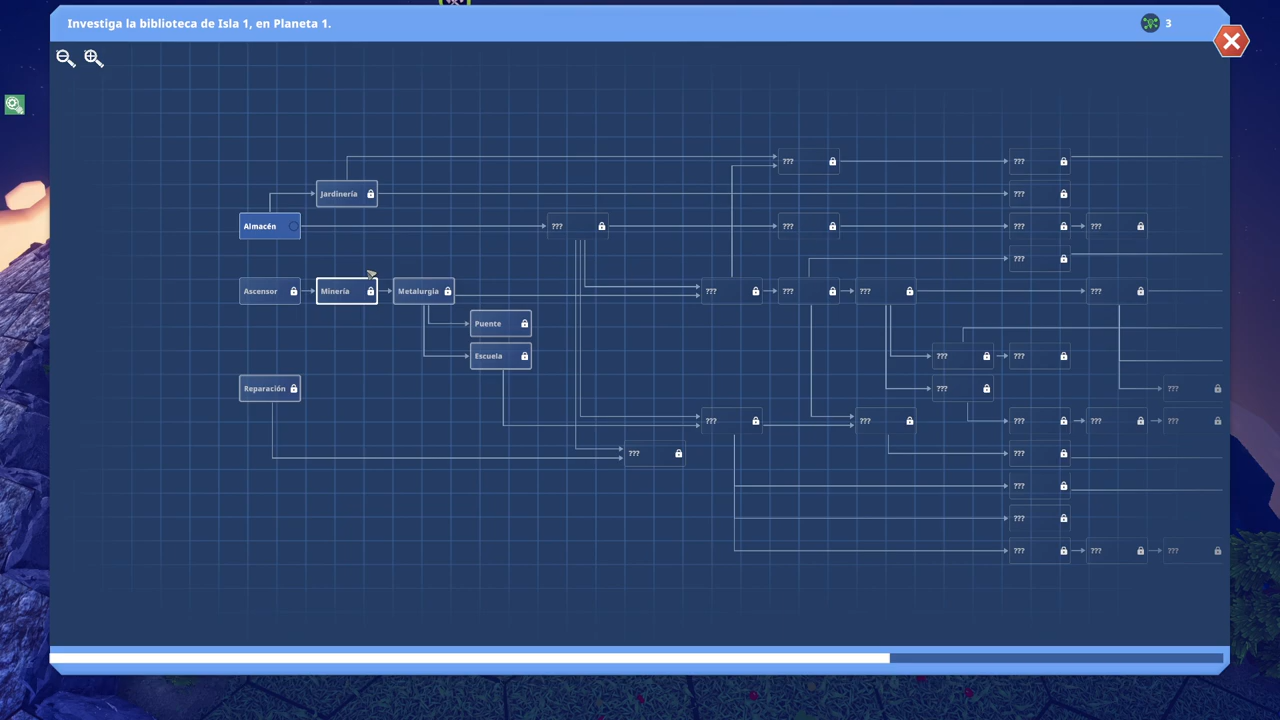 Investiga la biblioteca de Isla 1, en Planeta 1.
3
??? ???
Jardinería ???
Almacén ??? ??? ??? ???
???
Ascensor Minería Metalurgia ??? ??? ??? ???
Puente
Escuela ??? ???
Reparación ??? ???
??? ??? ??? ??? ???
??? ???
???
???
??? ??? ???